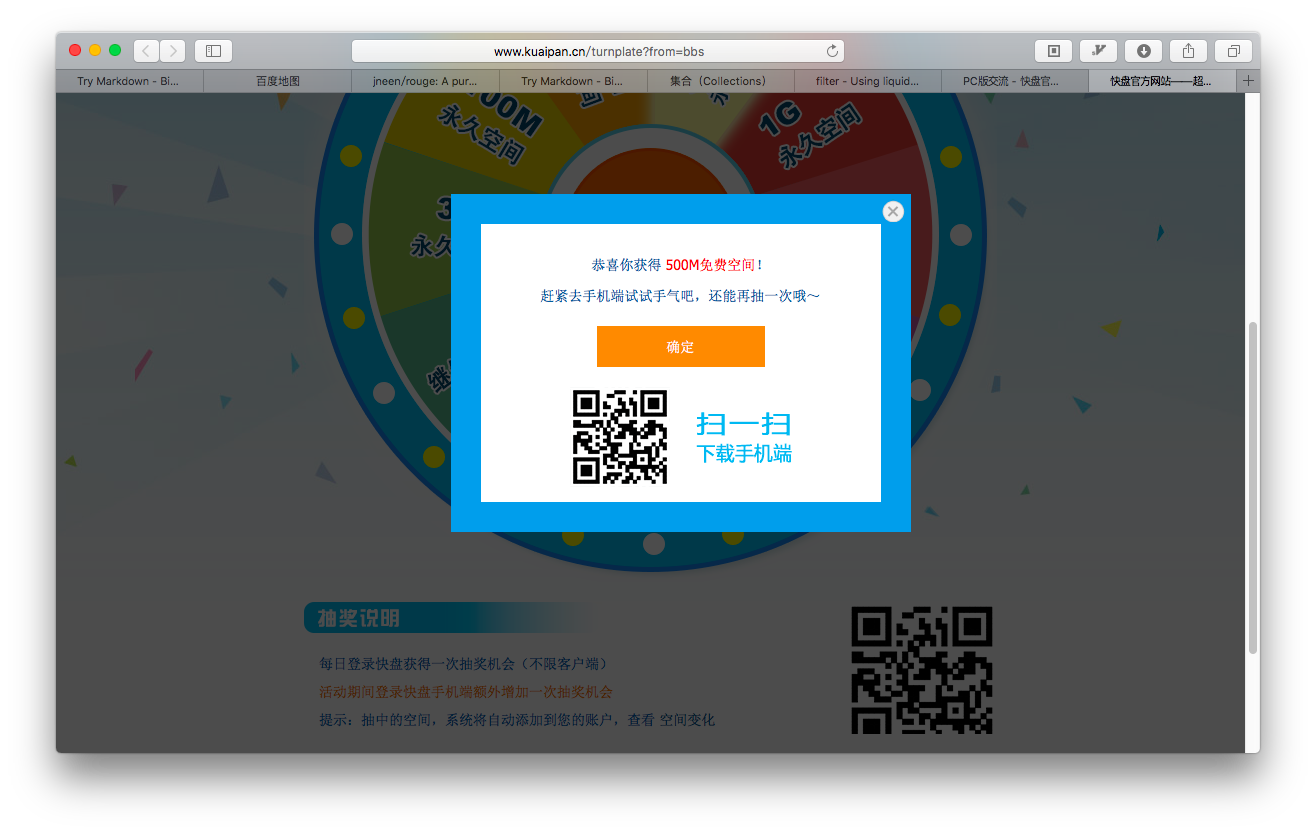 www.kuaipan.cn/turnplate?from=bbs
Try Markdown - Bi...
百度地图
jneen/rouge: A pur...
Try Markdown - Bi...
集合（Collections）
filter - Using liquid...
PC版交流 - 快盘官...
快盘官方网站——超...
00M
永久空间
1G
永久空间
3
永久
继
恭喜你获得 500M免费空间！
赶紧去手机端试试手气吧，还能再抽一次哦～
确定
扫一扫
下载手机端
抽奖说明
每日登录快盘获得一次抽奖机会（不限客户端）
活动期间登录快盘手机端额外增加一次抽奖机会
提示：抽中的空间，系统将自动添加到您的账户，查看 空间变化